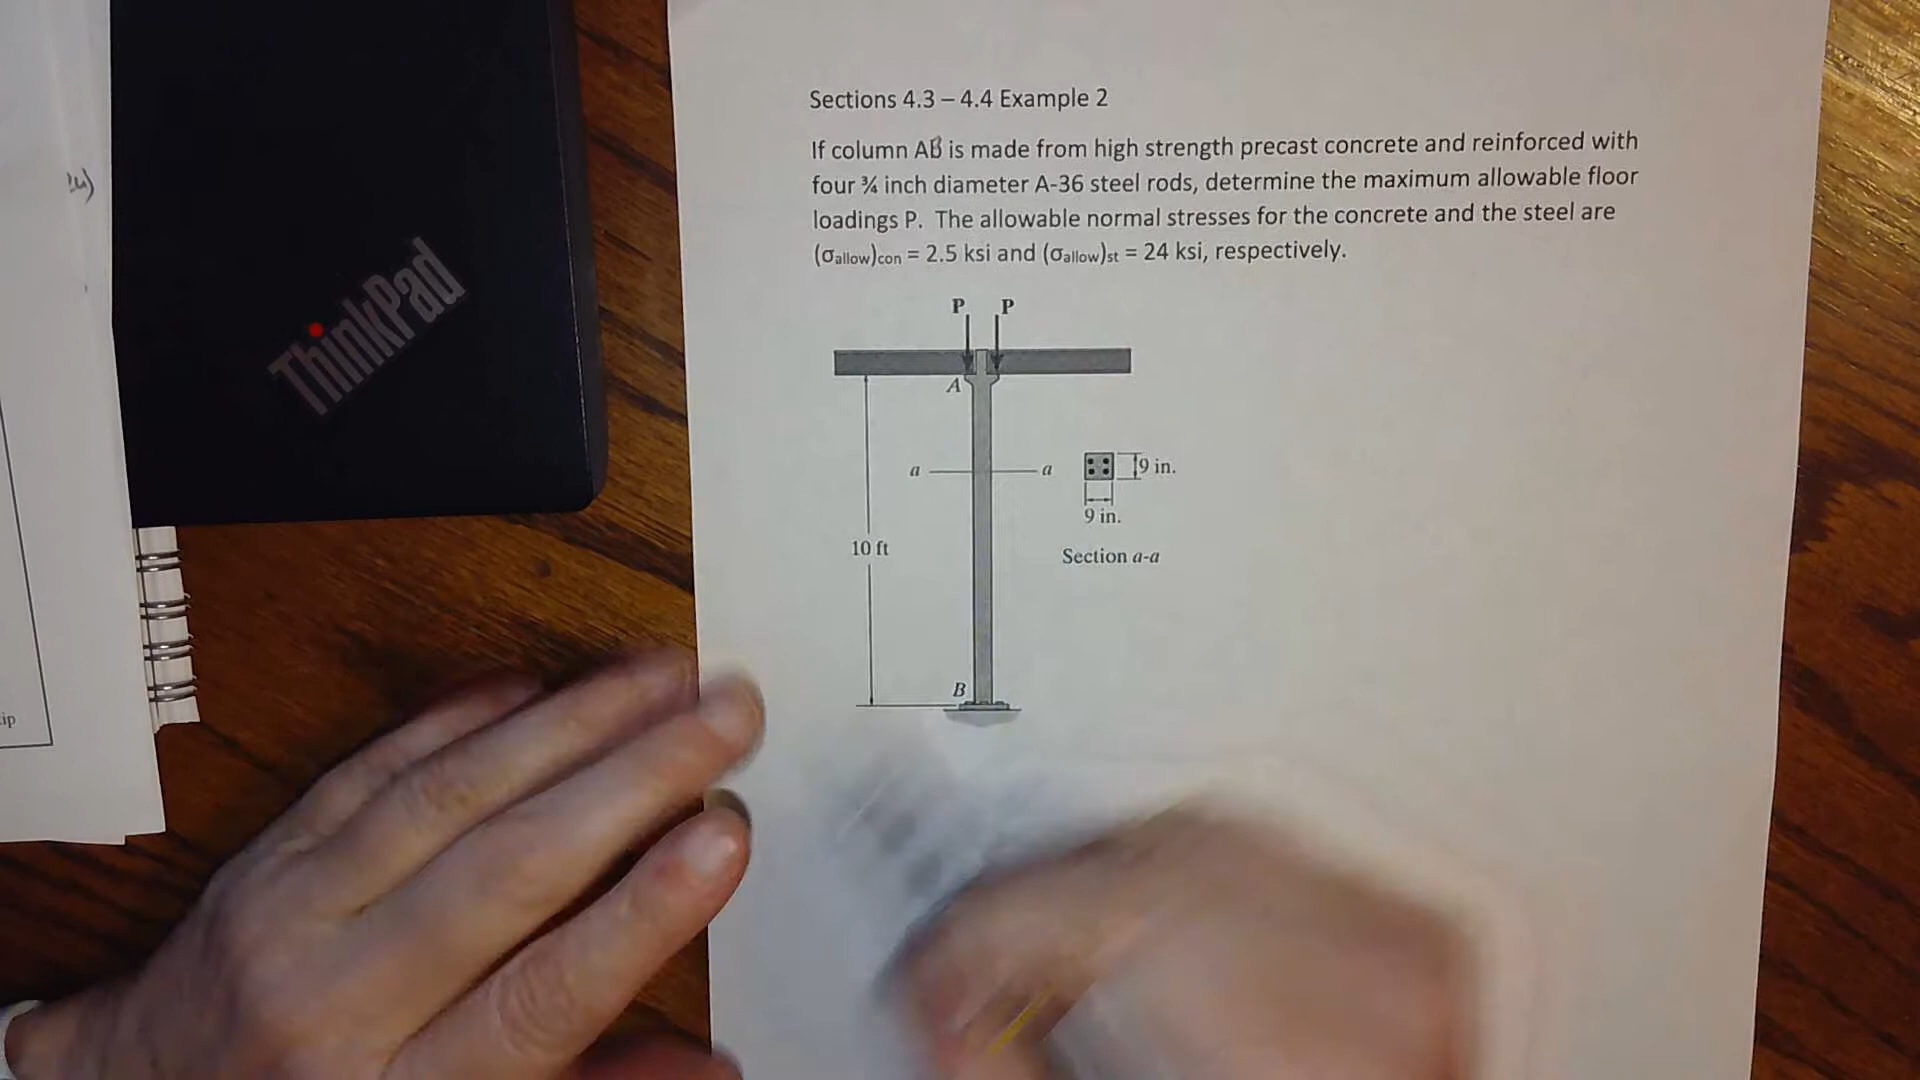 Sections 4.3 – 4.4 Example 2
If column AB is made from high strength precast concrete and reinforced with
four ¾ inch diameter A-36 steel rods, determine the maximum allowable floor
loadings P. The allowable normal stresses for the concrete and the steel are
(σallow)con = 2.5 ksi and (σallow)st = 24 ksi, respectively.
P P
A
a a
9 in.
9 in.
10 ft
Section a-a
B
ThinkPad
ip